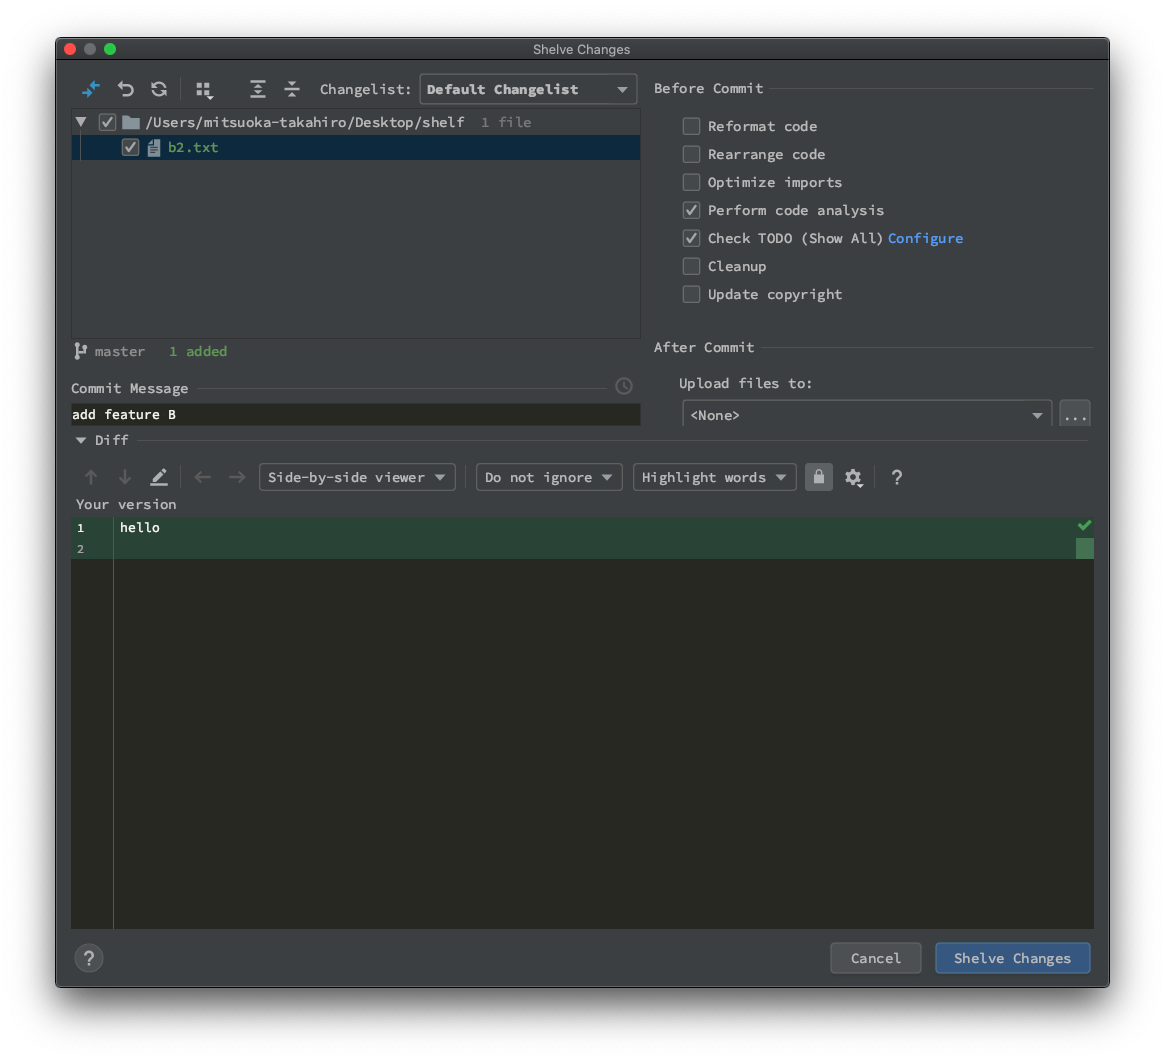 Shelve Changes
Changelist: Default Changelist
/Users/mitsuoka-takahiro/Desktop/shelf 1 file
b2.txt
master 1 added
Commit Message
add feature B
Before Commit
Reformat code
Rearrange code
Optimize imports
Perform code analysis
Check TODO (Show All) Configure
Cleanup
Update copyright
After Commit
Upload files to:
<None> ...
Diff
Side-by-side viewer Do not ignore Highlight words ?
Your version
1 hello
2
? Cancel Shelve Changes